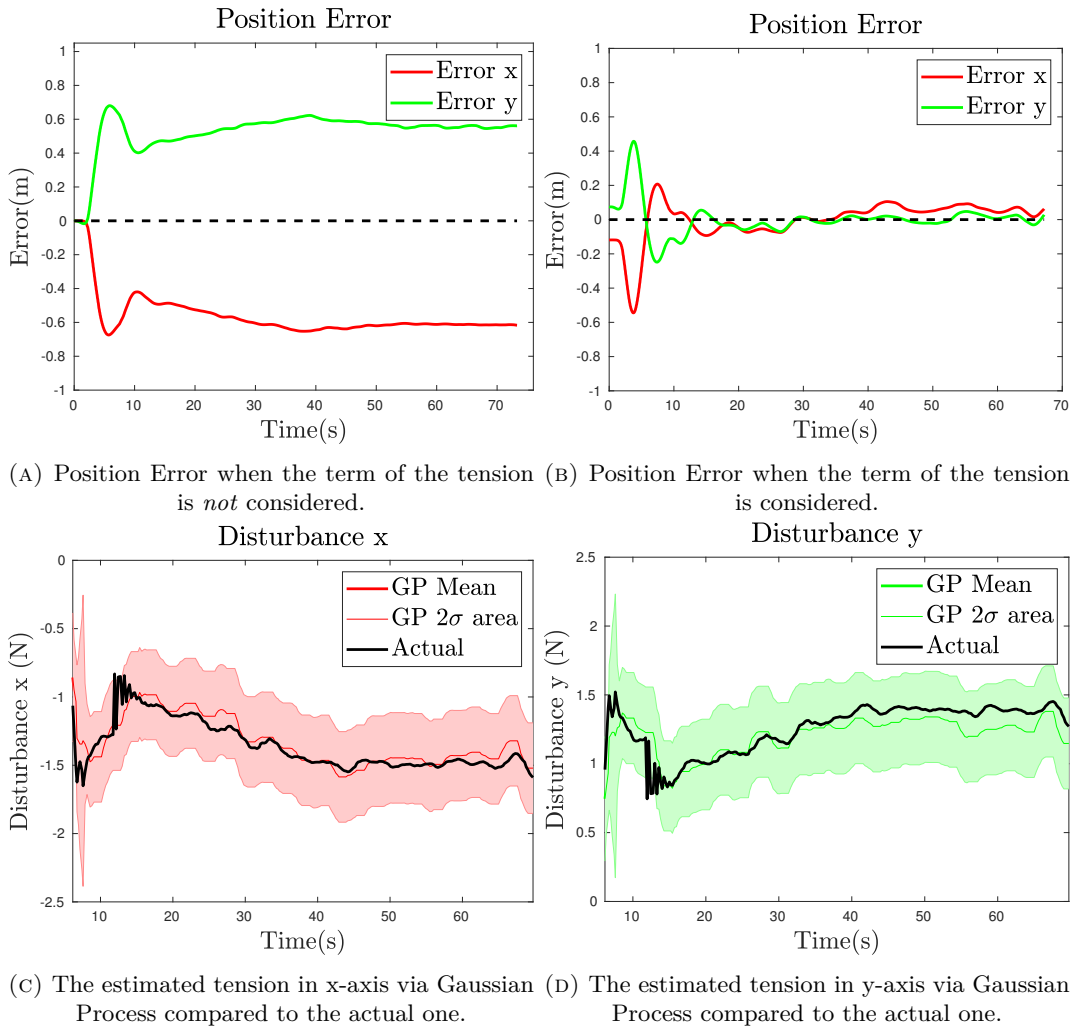 Position Error
1
0.8
0.6
0.4
0.2
0
-0.2
-0.4
-0.6
-0.8
-1
Error(m)
Error x
Error y
0 10 20 30 40 50 60 70
Time(s)
(A) Position Error when the term of the tension
is not considered.
Position Error
1
0.8
0.6
0.4
0.2
0
-0.2
-0.4
-0.6
-0.8
-1
Error(m)
Error x
Error y
0 10 20 30 40 50 60 70
Time(s)
(B) Position Error when the term of the tension
is considered.
Disturbance x
0
-0.5
-1
-1.5
-2
-2.5
Disturbance x (N)
GP Mean
GP 2σ area
Actual
10 20 30 40 50 60
Time(s)
(C) The estimated tension in x-axis via Gaussian
Process compared to the actual one.
Disturbance y
2.5
2
1.5
1
0.5
0
Disturbance y (N)
GP Mean
GP 2σ area
Actual
10 20 30 40 50 60
Time(s)
(D) The estimated tension in y-axis via Gaussian
Process compared to the actual one.